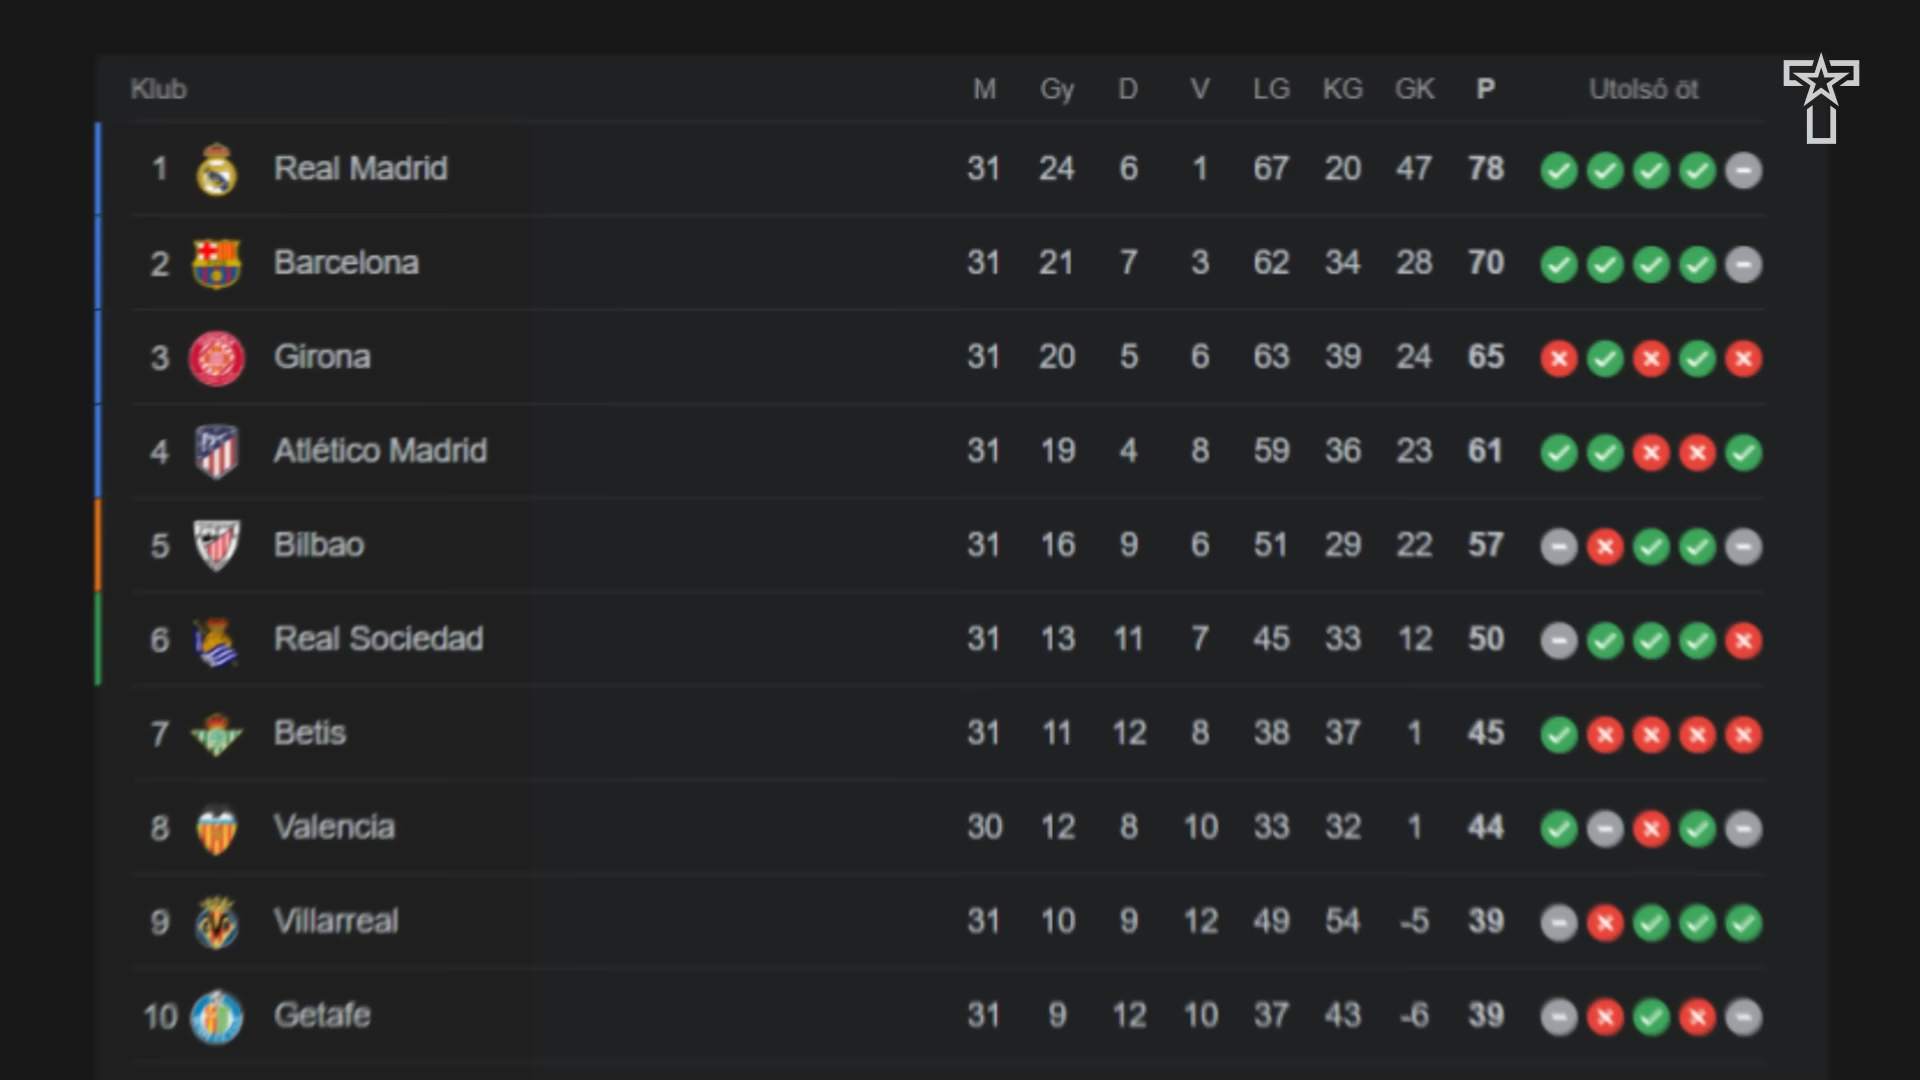 Klub M Gy D V LG KG GK P Utolsó öt
1 Real Madrid 31 24 6 1 67 20 47 78
2 Barcelona 31 21 7 3 62 34 28 70
3 Girona 31 20 5 6 63 39 24 65
4 Atlético Madrid 31 19 4 8 59 36 23 61
5 Bilbao 31 16 9 6 51 29 22 57
6 Real Sociedad 31 13 11 7 45 33 12 50
7 Betis 31 11 12 8 38 37 1 45
8 Valencia 30 12 8 10 33 32 1 44
9 Villarreal 31 10 9 12 49 54 -5 39
10 Getafe 31 9 12 10 37 43 -6 39